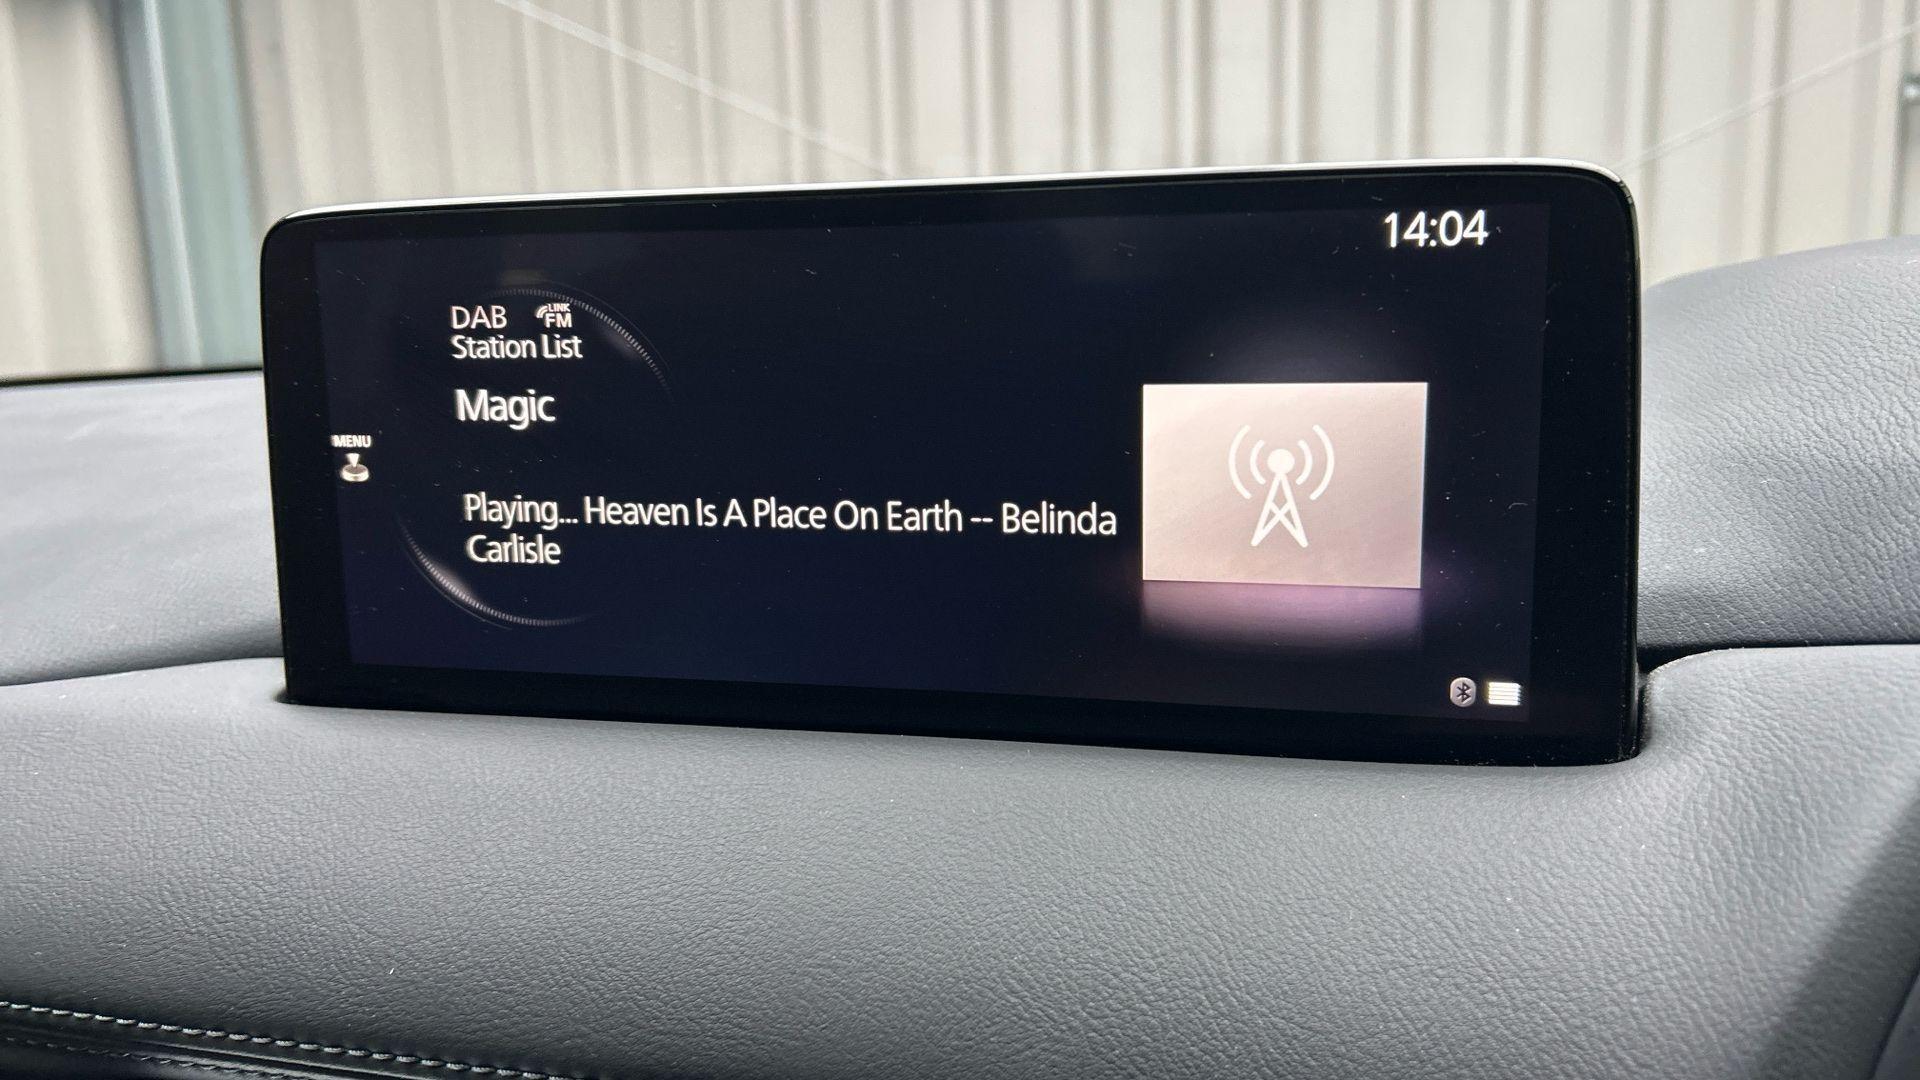 14:04
DAB LINK FM
Station List
Magic
MENU
Playing... Heaven Is A Place On Earth -- Belinda
Carlisle